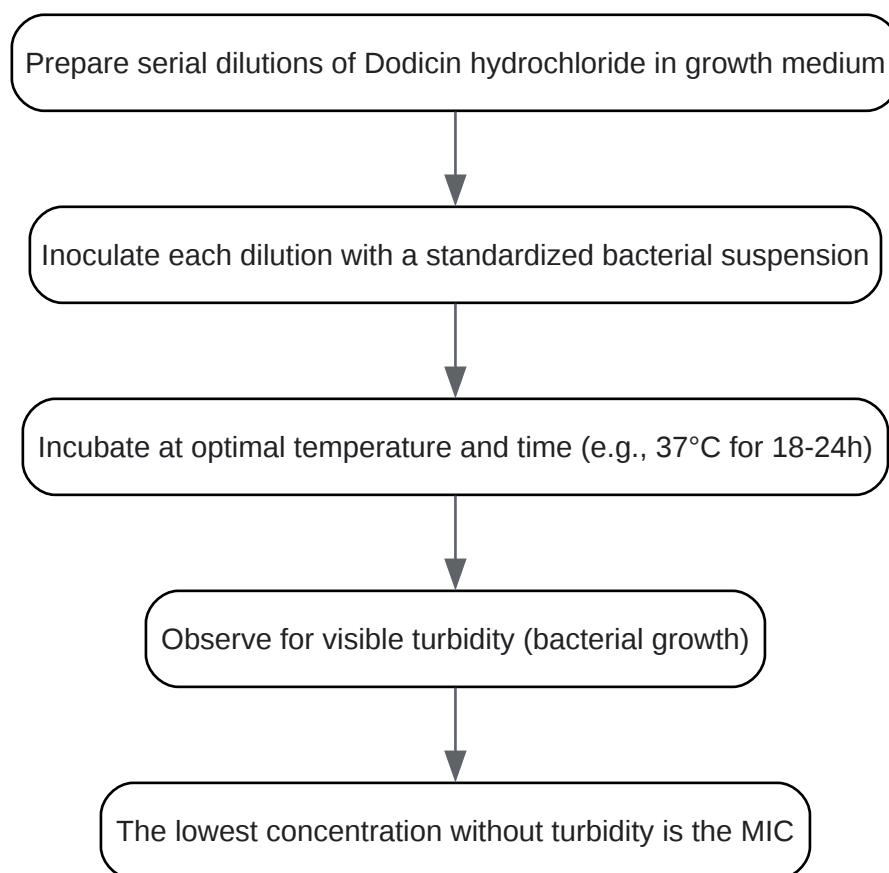 Prepare serial dilutions of Dodicin hydrochloride in growth medium
Inoculate each dilution with a standardized bacterial suspension
Incubate at optimal temperature and time (e.g., 37°C for 18-24h)
Observe for visible turbidity (bacterial growth)
The lowest concentration without turbidity is the MIC